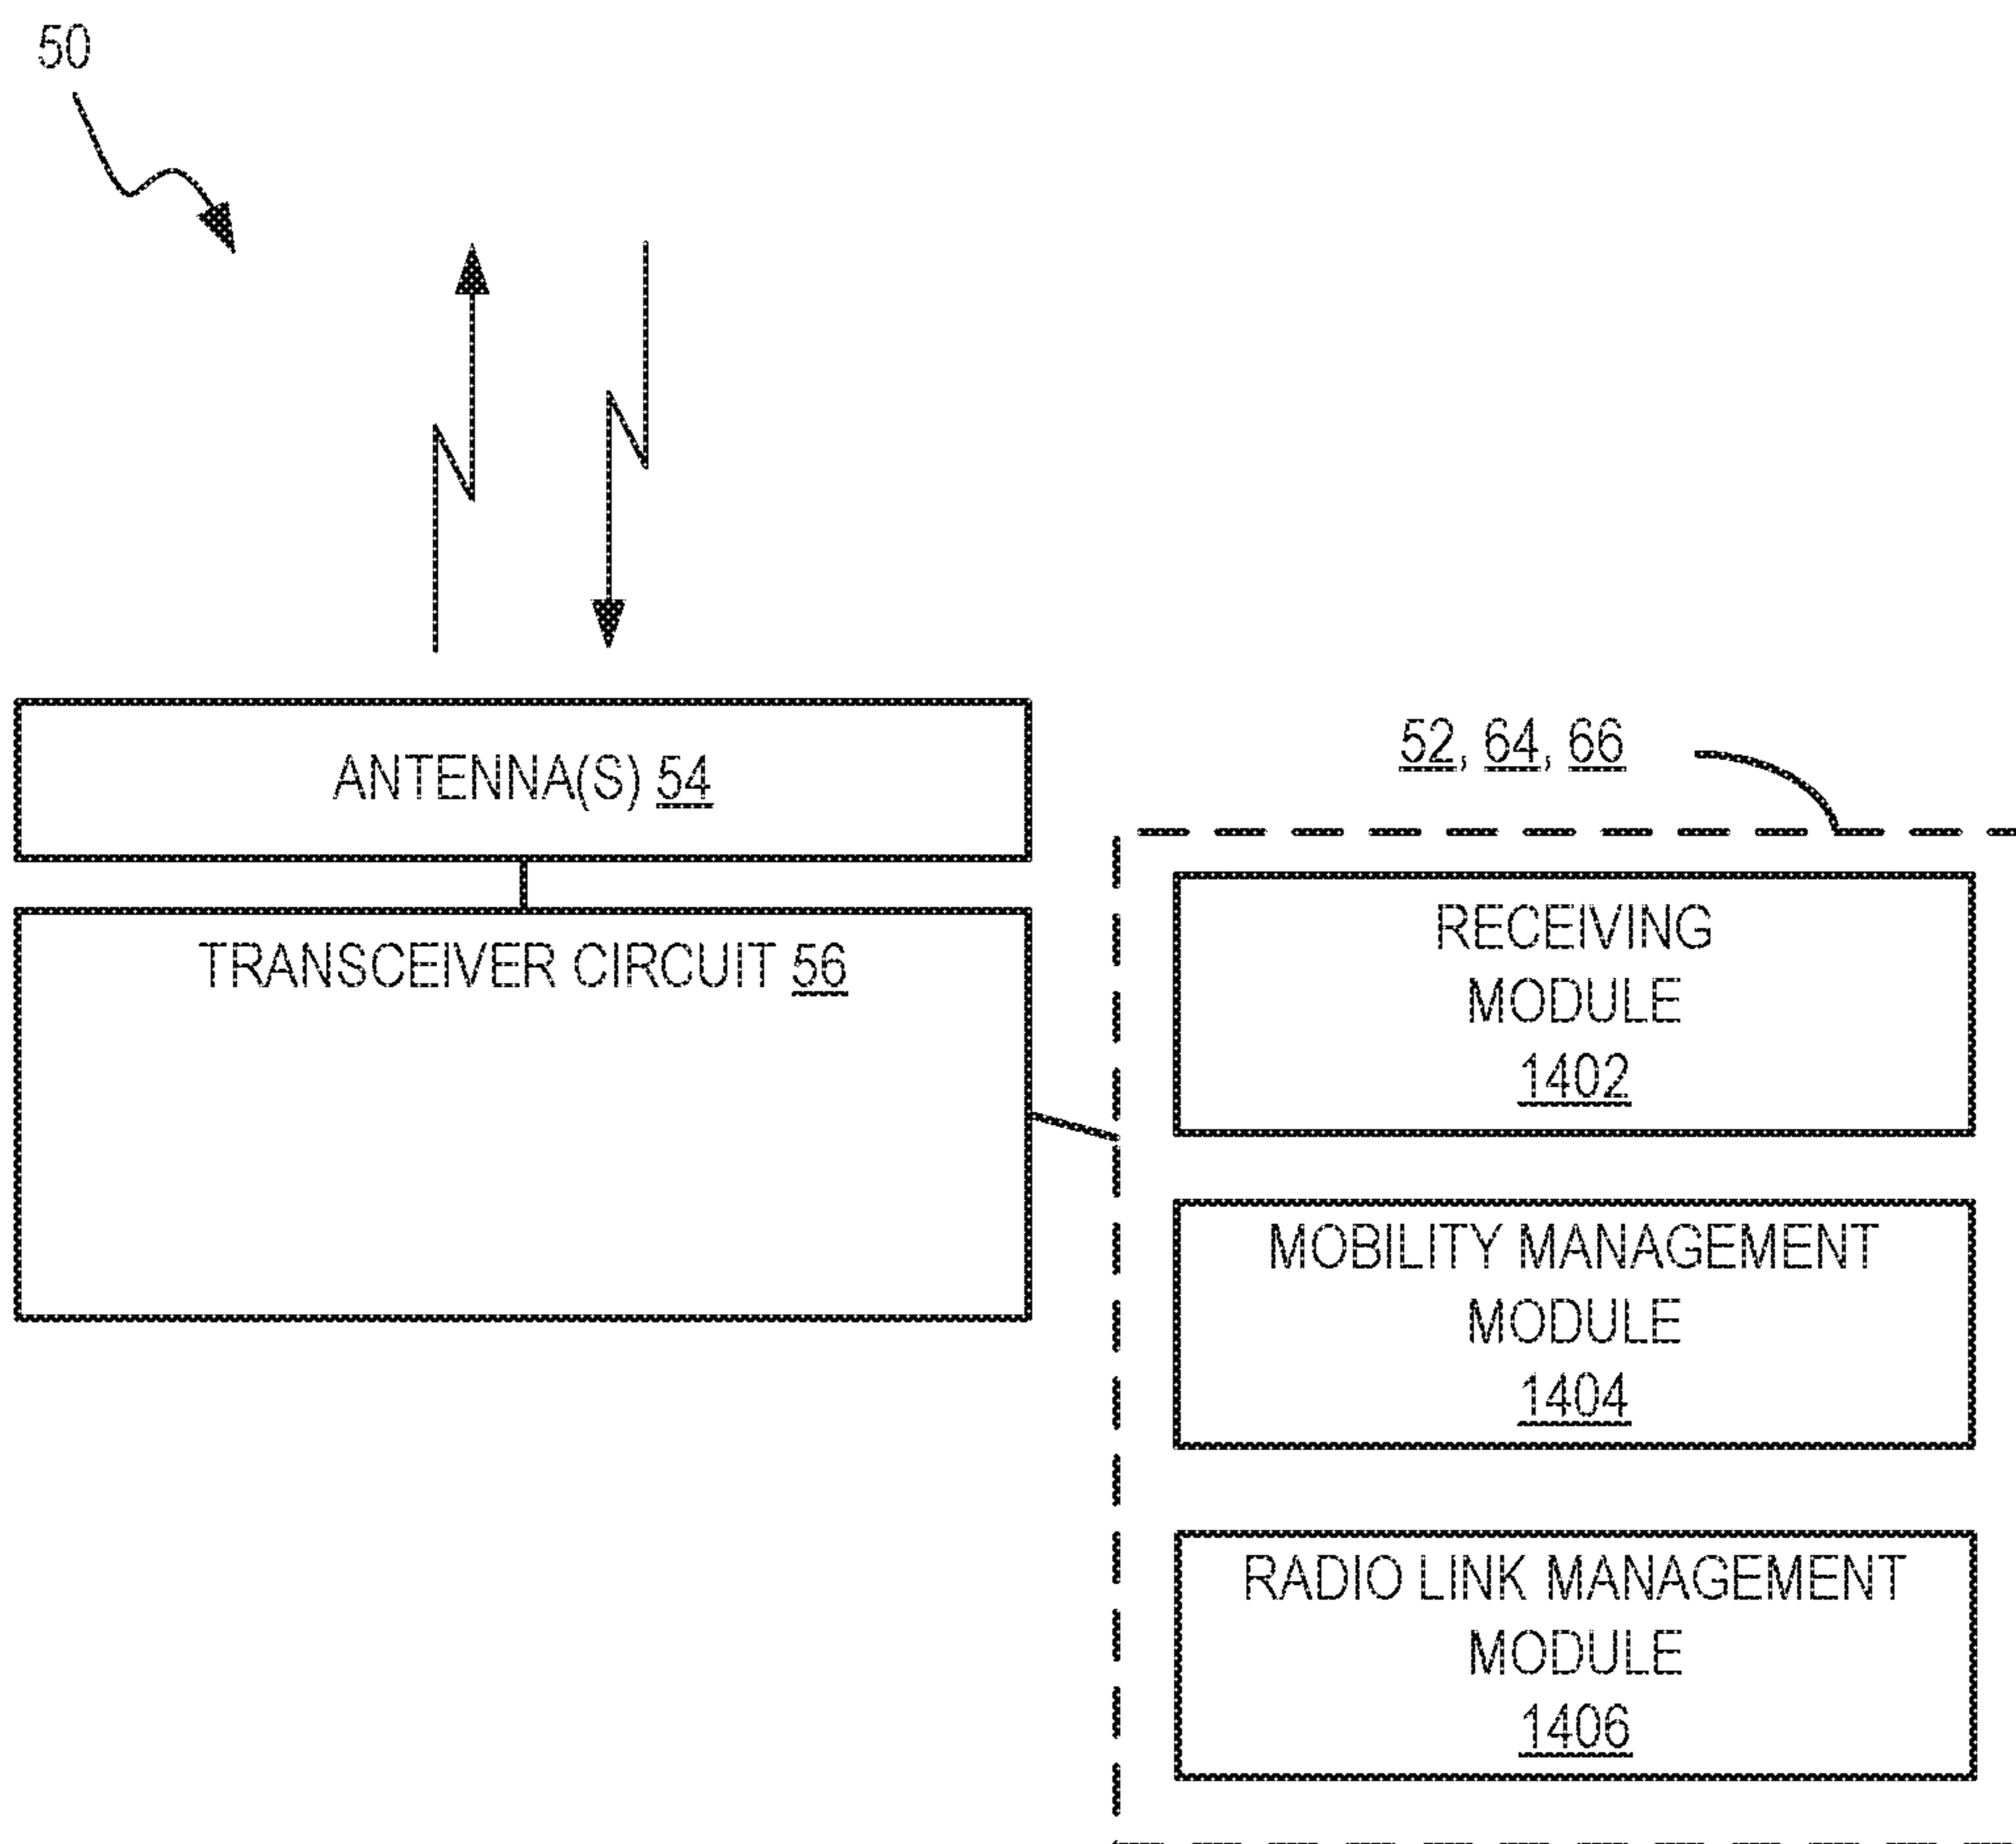 50
ANTENNA(S) 54
TRANSCEIVER CIRCUIT 56
52, 64, 66
RECEIVING
MODULE
1402
MOBILITY MANAGEMENT
MODULE
1404
RADIO LINK MANAGEMENT
MODULE
1406